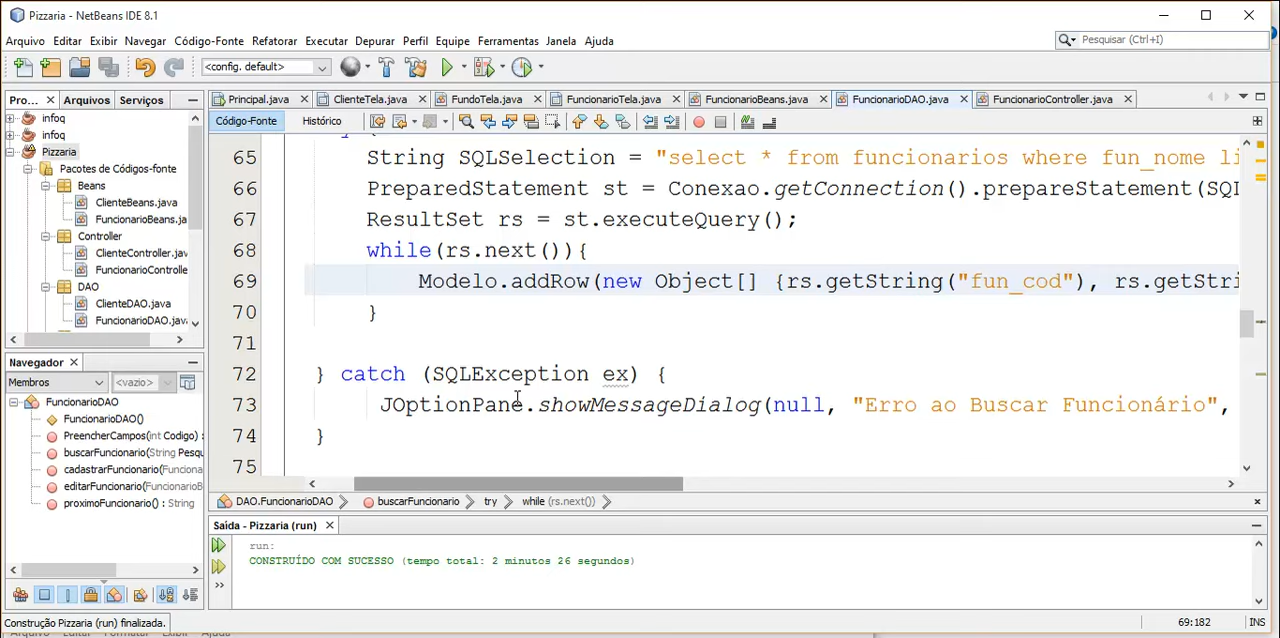 Pizzaria - NetBeans IDE 8.1
Arquivo Editar Exibir Navegar Código-Fonte Refatorar Executar Depurar Perfil Equipe Ferramentas Janela Ajuda
Pesquisar (Ctrl+I)
<config. default>
Pro... Arquivos Serviços
Principal.java ClienteTela.java FundoTela.java FuncionarioTela.java FuncionarioBeans.java FuncionarioDAO.java FuncionarioController.java
Código-Fonte Histórico
infoq
infoq
Pizzaria
Pacotes de Códigos-fonte
Beans
ClienteBeans.java
FuncionarioBeans.ja
Controller
ClienteController.jav
FuncionarioControlle
DAO
ClienteDAO.java
FuncionarioDAO.java
65 String SQLSelection = "select * from funcionarios where fun_nome li
66 PreparedStatement st = Conexao.getConnection().prepareStatement(SQL
67 ResultSet rs = st.executeQuery();
68 while(rs.next()){
69 Modelo.addRow(new Object[] {rs.getString("fun_cod"), rs.getStri
70 }
71
72 } catch (SQLException ex) {
73 JOptionPane.showMessageDialog(null, "Erro ao Buscar Funcionário",
74 }
75
Navegador
Membros <vazio>
FuncionarioDAO
FuncionarioDAO()
PreencherCampos(int Codigo) :
buscarFuncionario(String Pesqu
cadastrarFuncionario(Funciona
editarFuncionario(FuncionarioB
proximoFuncionario() : String
DAO.FuncionarioDAO buscarFuncionario try while (rs.next())
Saída - Pizzaria (run)
run:
CONSTRUÍDO COM SUCESSO (tempo total: 2 minutos 26 segundos)
Construção Pizzaria (run) finalizada.
69:182 INS